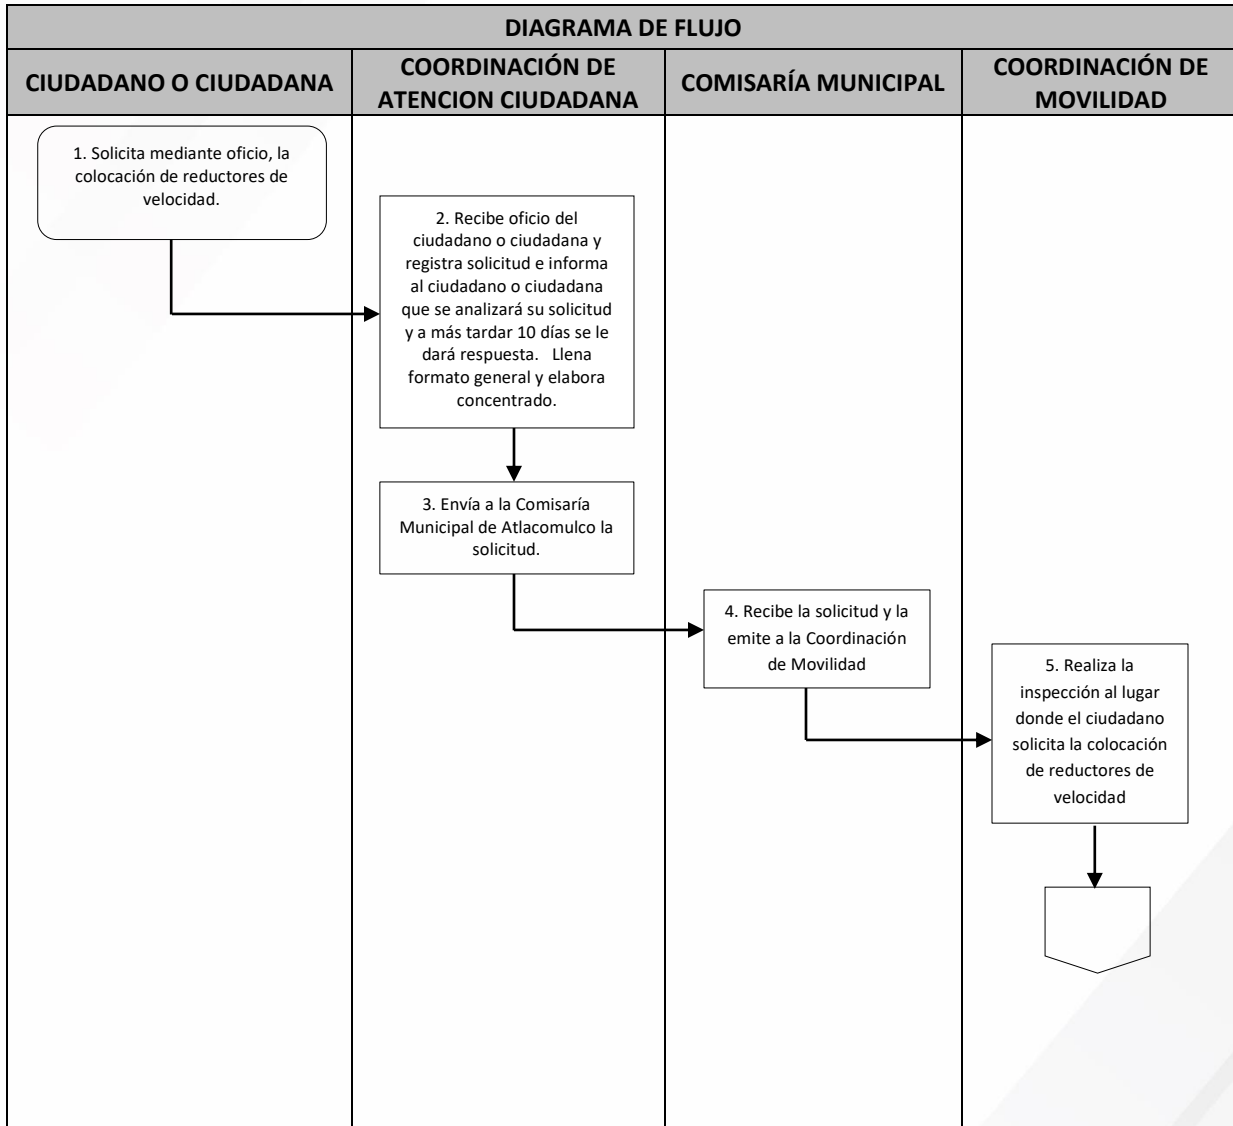 DIAGRAMA DE FLUJO
CIUDADANO O CIUDADANA
COORDINACIÓN DE
ATENCION CIUDADANA
COMISARÍA MUNICIPAL
COORDINACIÓN DE
MOVILIDAD
1. Solicita mediante oficio, la
colocación de reductores de
velocidad.
2. Recibe oficio del
ciudadano o ciudadana y
registra solicitud e informa
al ciudadano o ciudadana
que se analizará su solicitud
y a más tardar 10 días se le
dará respuesta.   Llena
formato general y elabora
concentrado.
3. Envía a la Comisaría
Municipal de Atlacomulco la
solicitud.
4. Recibe la solicitud y la
emite a la Coordinación
de Movilidad
5. Realiza la
inspección al lugar
donde el ciudadano
solicita la colocación
de reductores de
velocidad